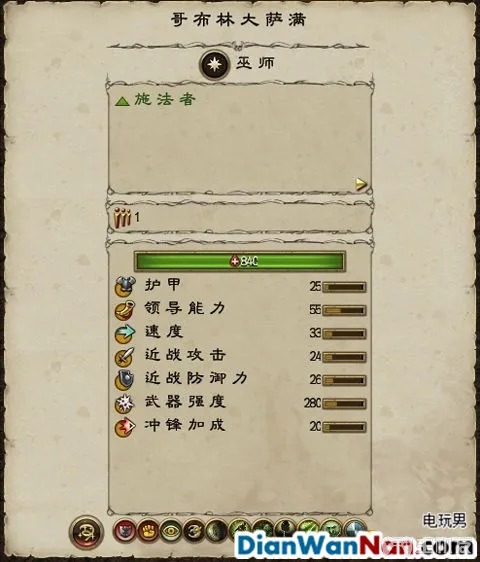 哥布林大萨满
巫师
施法者
1
840
护甲 25
领导能力 55
速度 33
近战攻击 24
近战防御力 26
武器强度 280
冲锋加成 20
电玩男
DianWanNan.com